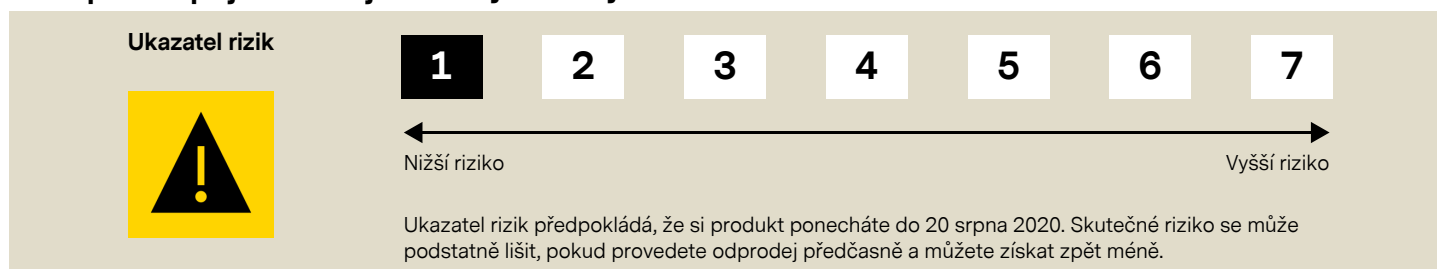 Ukazatel rizik
1 2 3 4 5 6 7
Nižší riziko Vyšší riziko
Ukazatel rizik předpokládá, že si produkt ponecháte do 20 srpna 2020. Skutečné riziko se může
podstatně lišit, pokud provedete odprodej předčasně a můžete získat zpět méně.